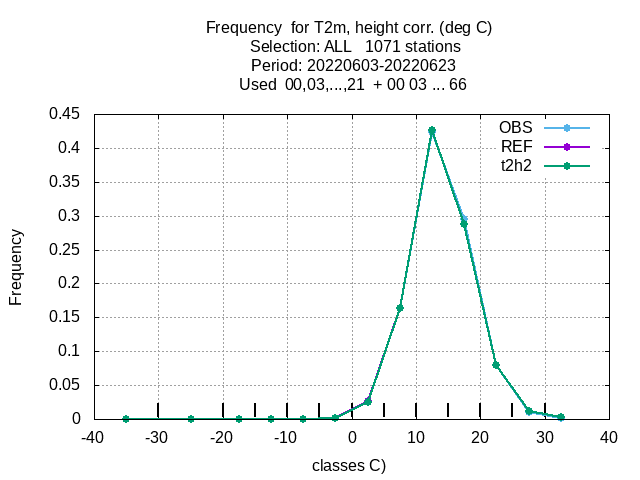 Frequency  for T2m, height corr. (deg C)
Selection: ALL   1071 stations
Period: 20220603-20220623
Used  00,03,...,21  + 00 03 ... 66
OBS
REF
t2h2
0.45
0.4
0.35
0.3
0.25
0.2
0.15
0.1
0.05
0
Frequency
-40 -30 -20 -10 0 10 20 30 40
classes C)